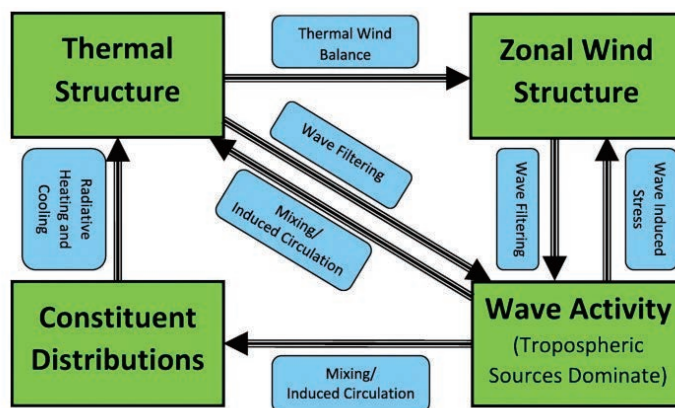 Thermal
Structure
Thermal Wind
Balance
Zonal Wind
Structure
Radiative
Heating and
Cooling
Wave Filtering
Mixing/
Induced Circulation
Wave Filtering
Wave Induced
Stress
Constituent
Distributions
Mixing/
Induced Circulation
Wave Activity
(Tropospheric
Sources Dominate)